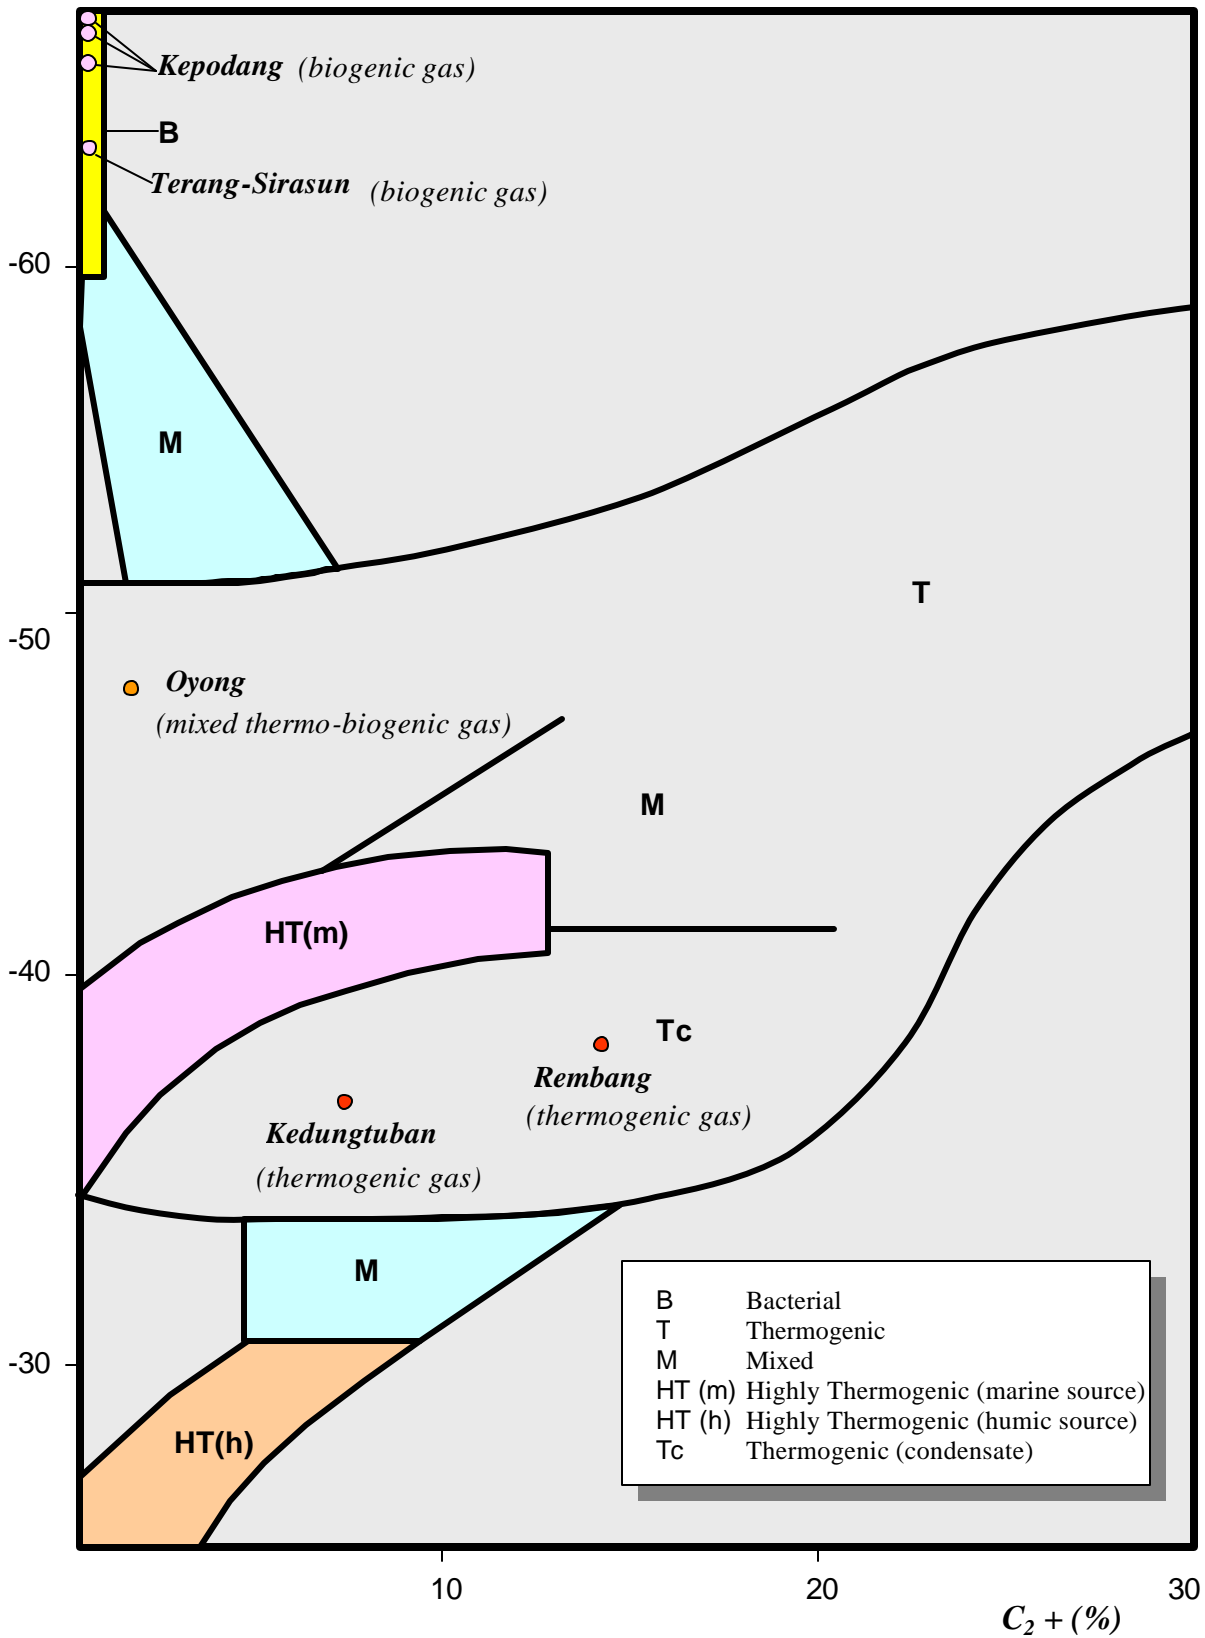 Kepodang (biogenic gas)
B
Terang-Sirasun (biogenic gas)
-60
M
T
-50
Oyong
(mixed thermo-biogenic gas)
M
HT(m)
-40
Tc
Rembang
(thermogenic gas)
Kedungtuban
(thermogenic gas)
M
B Bacterial
T Thermogenic
M Mixed
HT (m) Highly Thermogenic (marine source)
HT (h) Highly Thermogenic (humic source)
Tc Thermogenic (condensate)
-30
HT(h)
10 20 30
C₂ + (%)